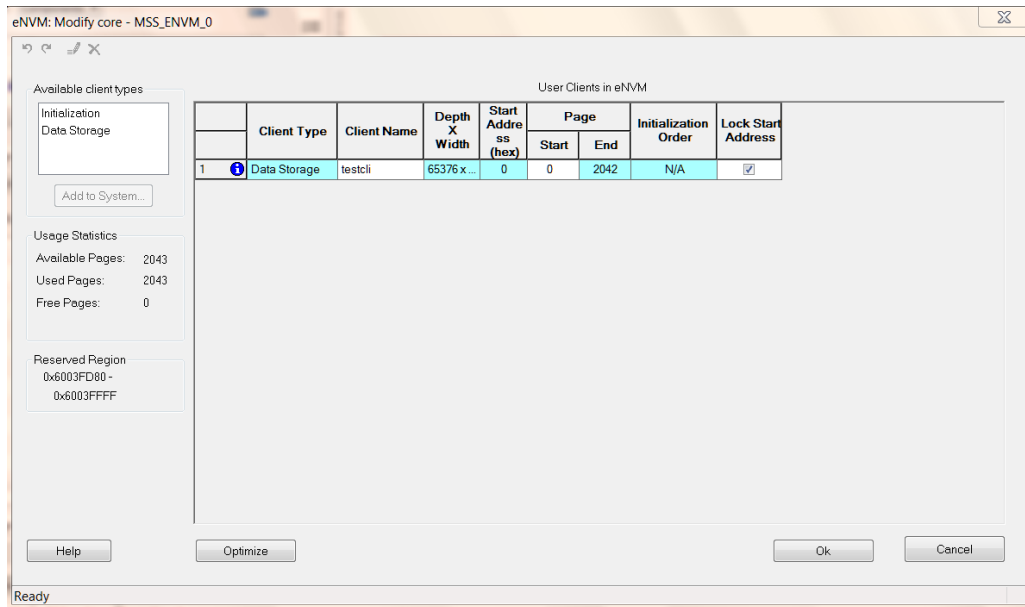 eNVM: Modify core - MSS_ENVM_0
Available client types
Initialization
Data Storage
Add to System...
Usage Statistics
Available Pages: 2043
Used Pages: 2043
Free Pages: 0
Reserved Region
0x6003FD80 -
0x6003FFFF
User Clients in eNVM
Client Type Client Name Depth X Width Start Addre ss (hex) Page Start End Initialization Order Lock Start Address
1 Data Storage testcli 65376 x ... 0 0 2042 N/A
Help Optimize Ok Cancel
Ready